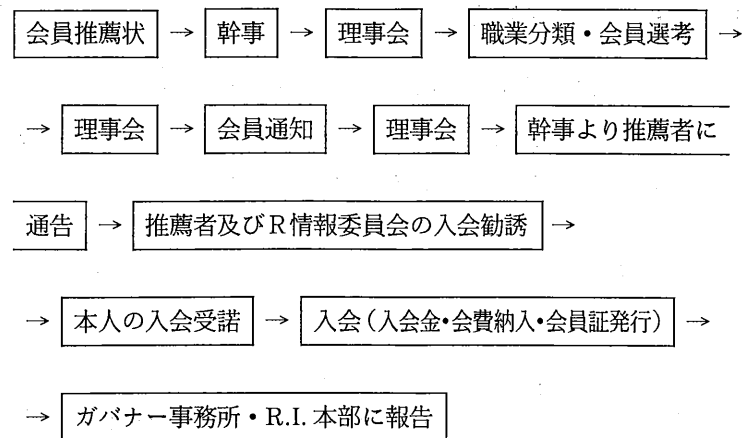 会員推薦状 → 幹事 → 理事会 → 職業分類・会員選考 →
→ 理事会 → 会員通知 → 理事会 → 幹事より推薦者に
通告 → 推薦者及びR情報委員会の入会勧誘 →
→ 本人の入会受諾 → 入会(入会金・会費納入・会員証発行) →
→ ガバナー事務所・R.I.本部に報告